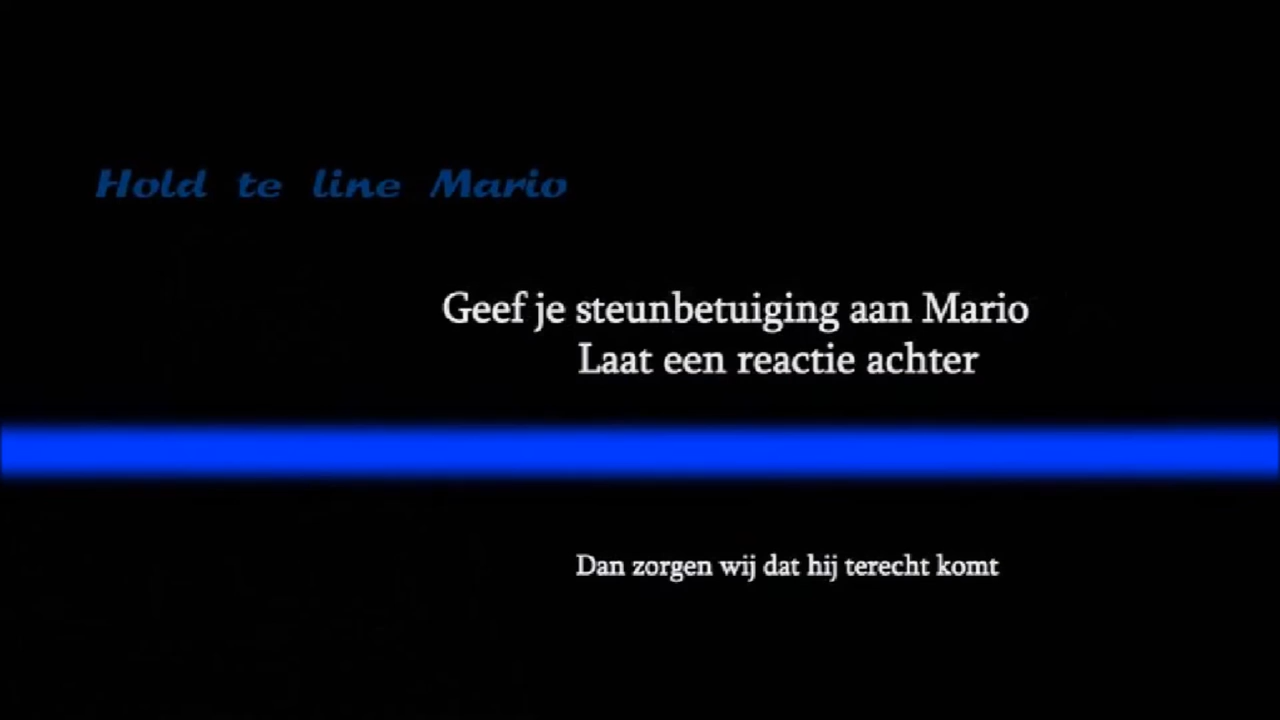 Hold te line Mario
Geef je steunbetuiging aan Mario
Laat een reactie achter
Dan zorgen wij dat hij terecht komt